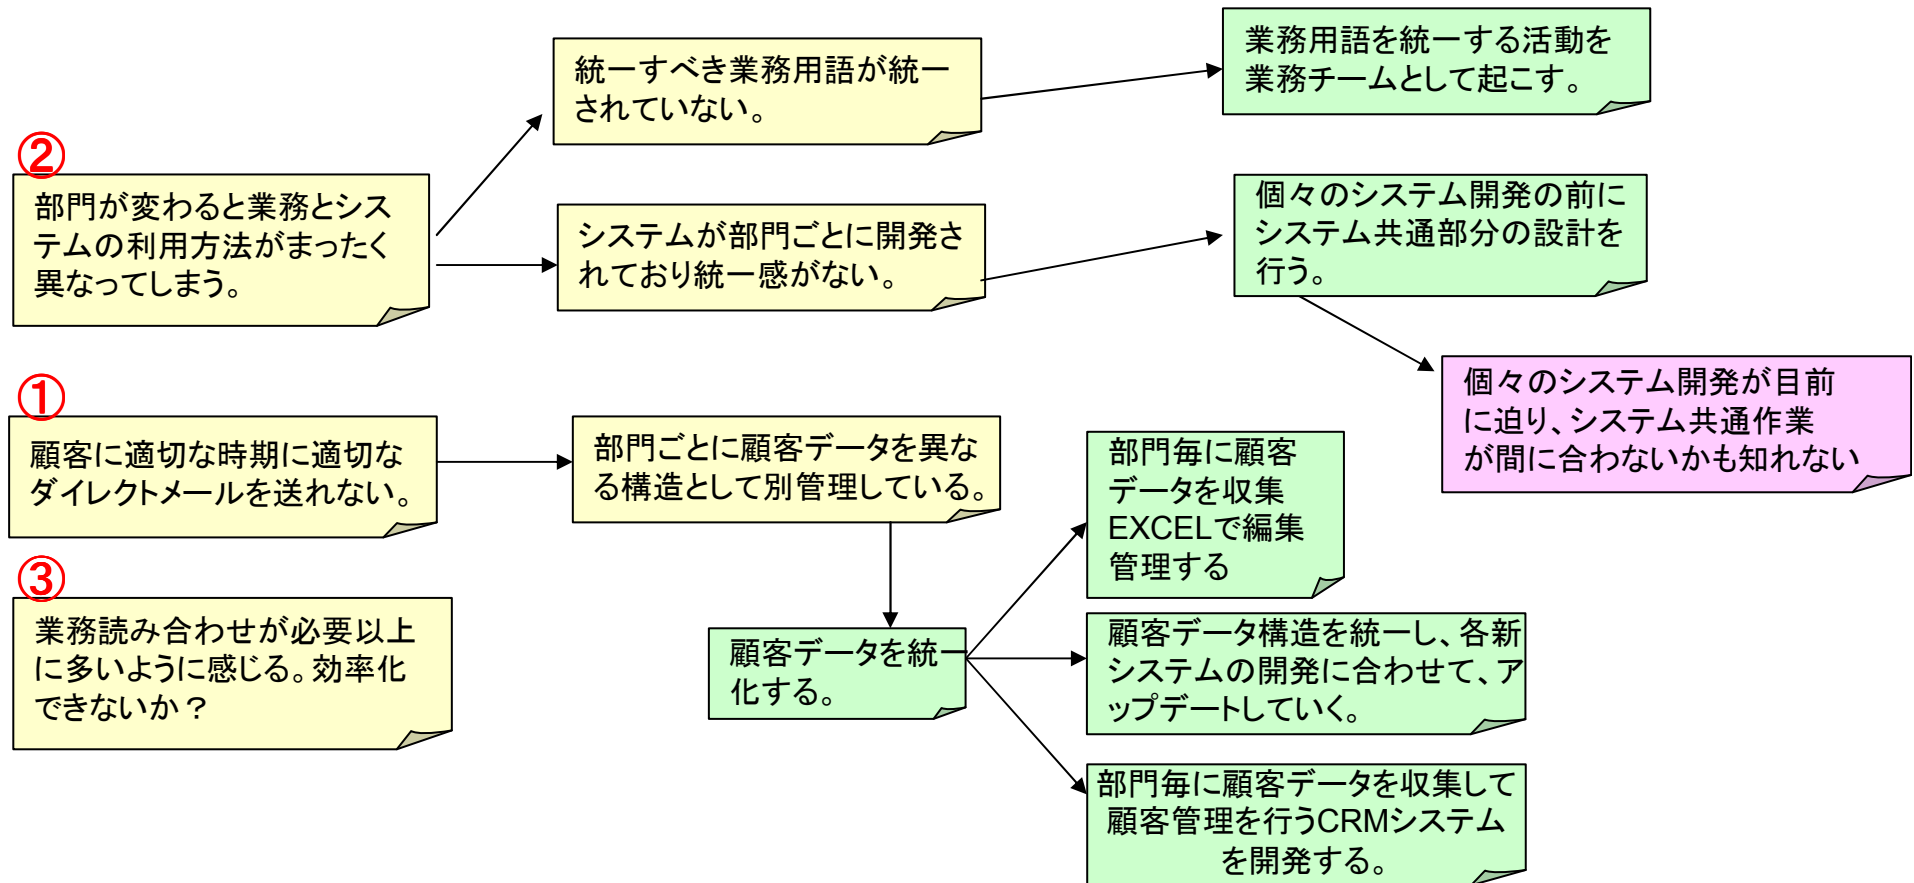 業務用語を統一する活動を
業務チームとして起こす。
統一すべき業務用語が統一
されていない。
②
部門が変わると業務とシス
テムの利用方法がまったく
異なってしまう。
システムが部門ごとに開発さ
れており統一感がない。
個々のシステム開発の前に
システム共通部分の設計を
行う。
個々のシステム開発が目前
に迫り、システム共通作業
が間に合わないかも知れない
①
顧客に適切な時期に適切な
ダイレクトメールを送れない。
部門ごとに顧客データを異な
る構造として別管理している。
部門毎に顧客
データを収集
EXCELで編集
管理する
③
業務読み合わせが必要以上
に多いように感じる。効率化
できないか？
顧客データを統一
化する。
顧客データ構造を統一し、各新
システムの開発に合わせて、ア
ップデートしていく。
部門毎に顧客データを収集して
顧客管理を行うCRMシステム
を開発する。